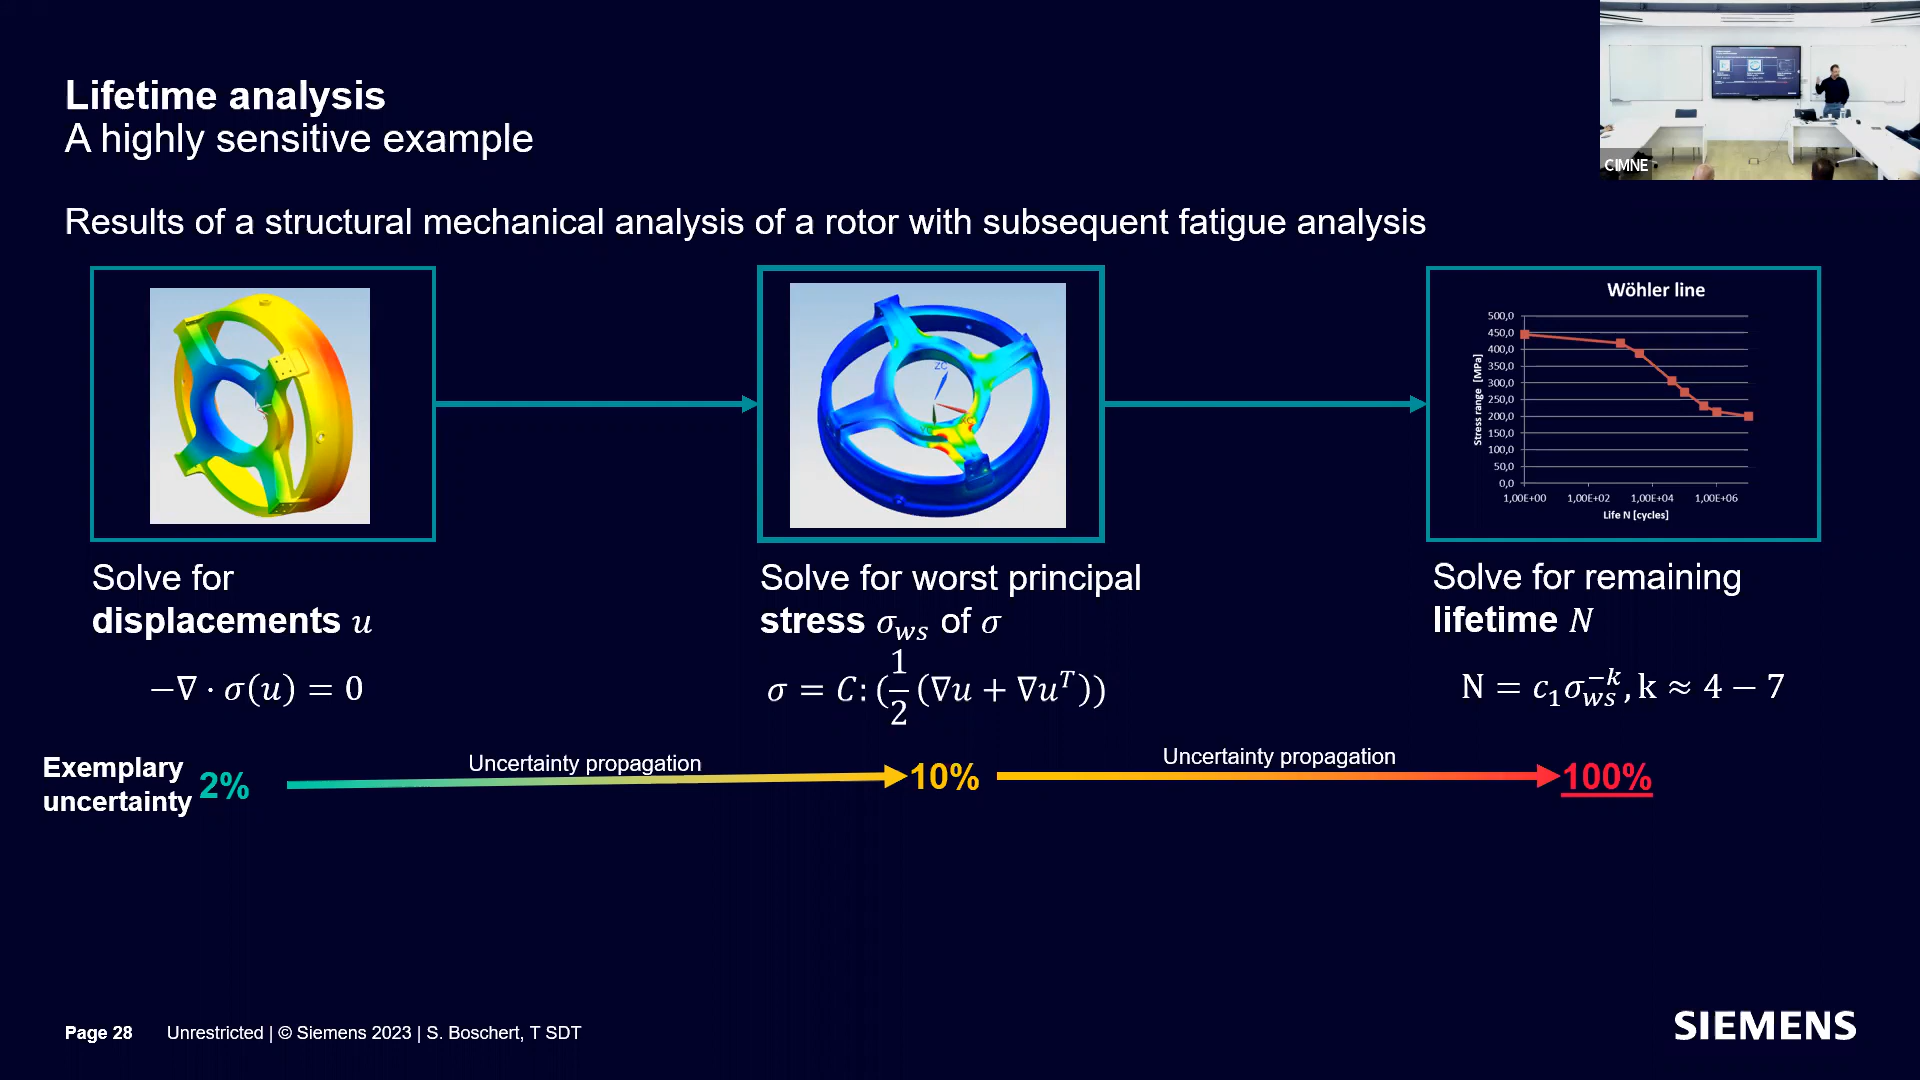 Lifetime analysis
A highly sensitive example
CIMNE
Results of a structural mechanical analysis of a rotor with subsequent fatigue analysis
ZC
Wöhler line
500,0
450,0
400,0
350,0
300,0
250,0
200,0
150,0
100,0
50,0
0,0
Stress range [MPa]
1,00E+00 1,00E+02 1,00E+04 1,00E+06
Life N [cycles]
Solve for
displacements u
−∇ · σ(u) = 0
Solve for worst principal
stress σ_ws of σ
σ = C: (1/2 (∇u + ∇u^T))
Solve for remaining
lifetime N
N = c₁σ_ws^−k, k ≈ 4 − 7
Exemplary
uncertainty
2%
Uncertainty propagation
10%
Uncertainty propagation
100%
Page 28 Unrestricted | © Siemens 2023 | S. Boschert, T SDT
SIEMENS